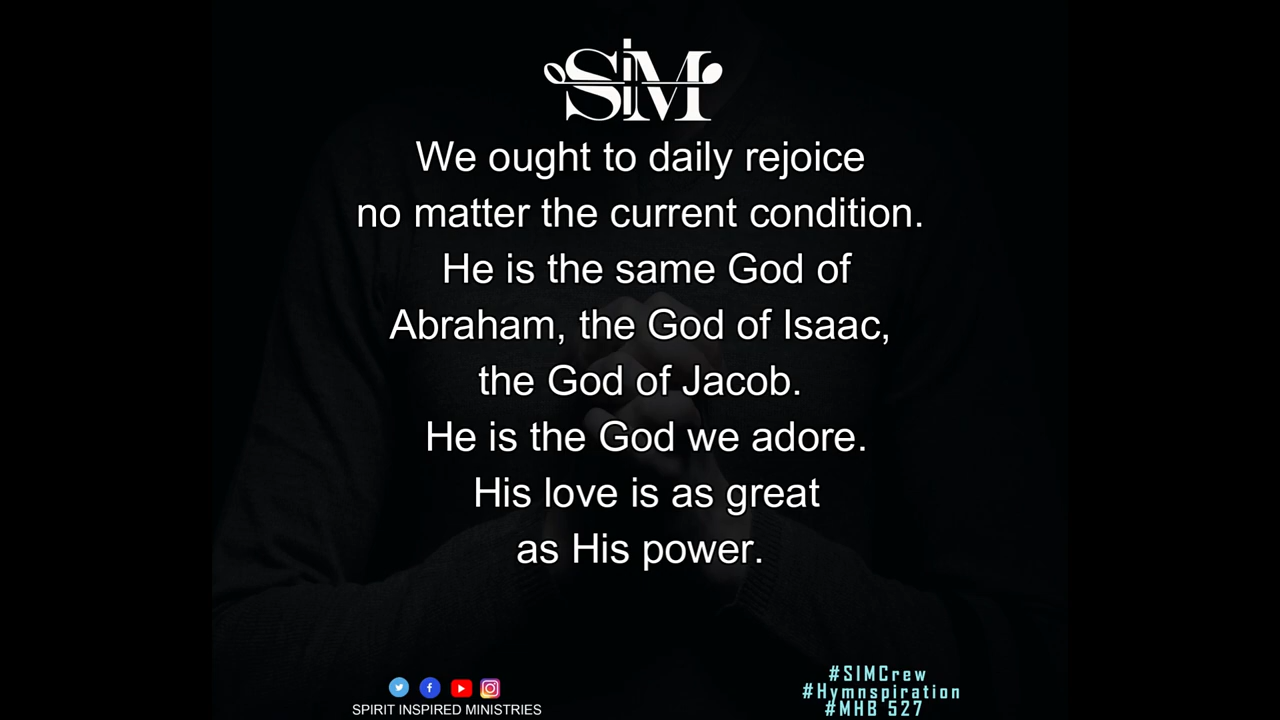 SiM
We ought to daily rejoice
no matter the current condition.
He is the same God of
Abraham, the God of Isaac,
the God of Jacob.
He is the God we adore.
His love is as great
as His power.
SPIRIT INSPIRED MINISTRIES
#SIMCrew
#Hymnspiration
#MHB 527